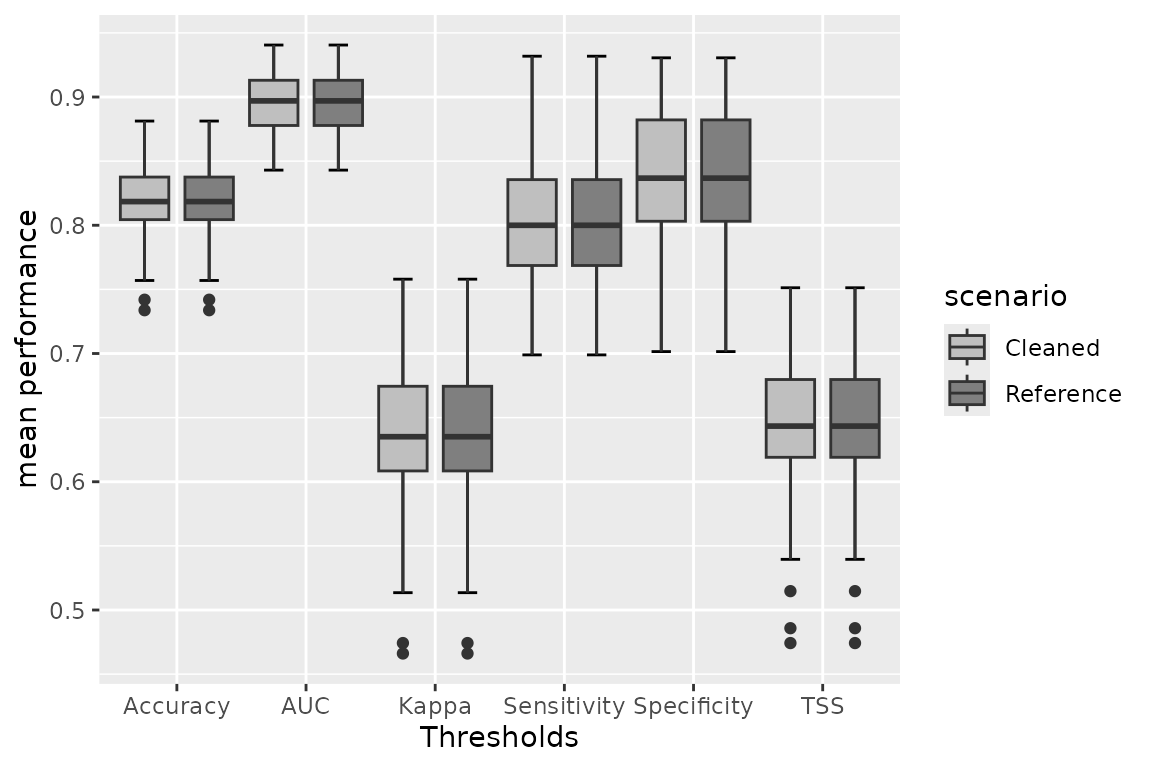 mean performance
0.9
0.8
0.7
0.6
0.5
Accuracy AUC Kappa Sensitivity Specificity TSS
Thresholds
scenario
Cleaned
Reference